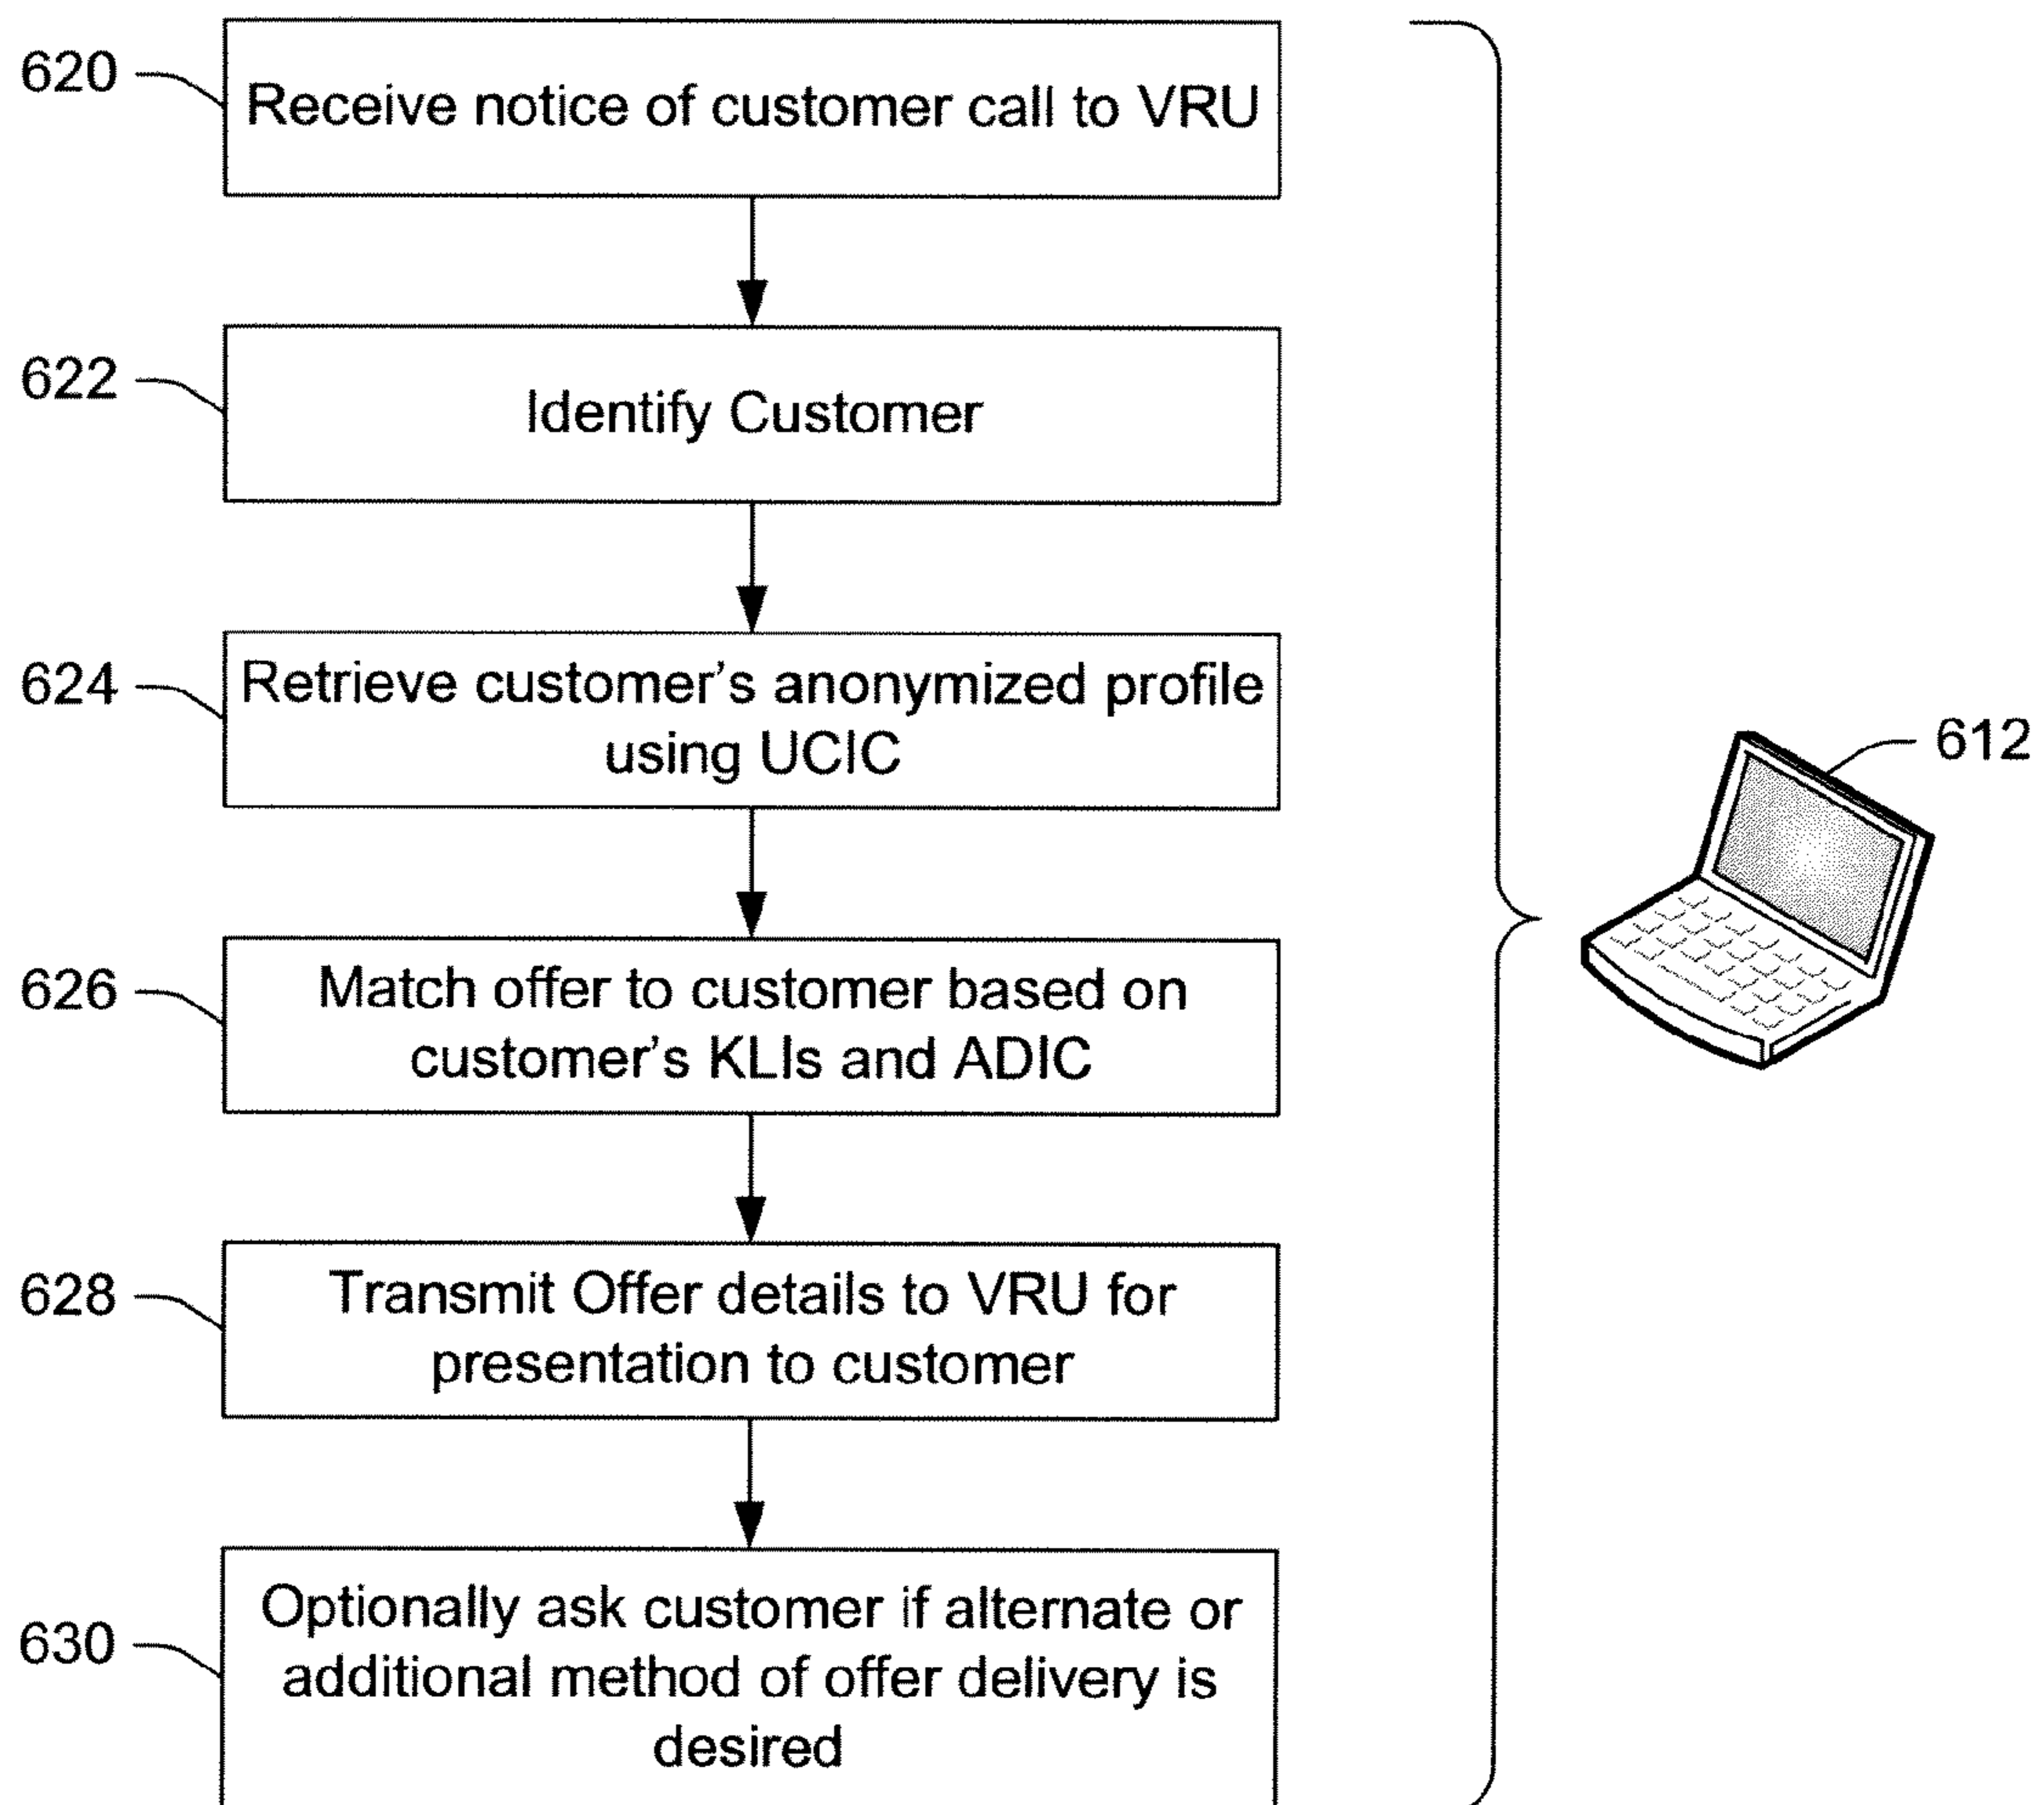 620
Receive notice of customer call to VRU
622
Identify Customer
624
Retrieve customer’s anonymized profile
using UCIC
612
626
Match offer to customer based on
customer’s KLIs and ADIC
628
Transmit Offer details to VRU for
presentation to customer
630
Optionally ask customer if alternate or
additional method of offer delivery is
desired